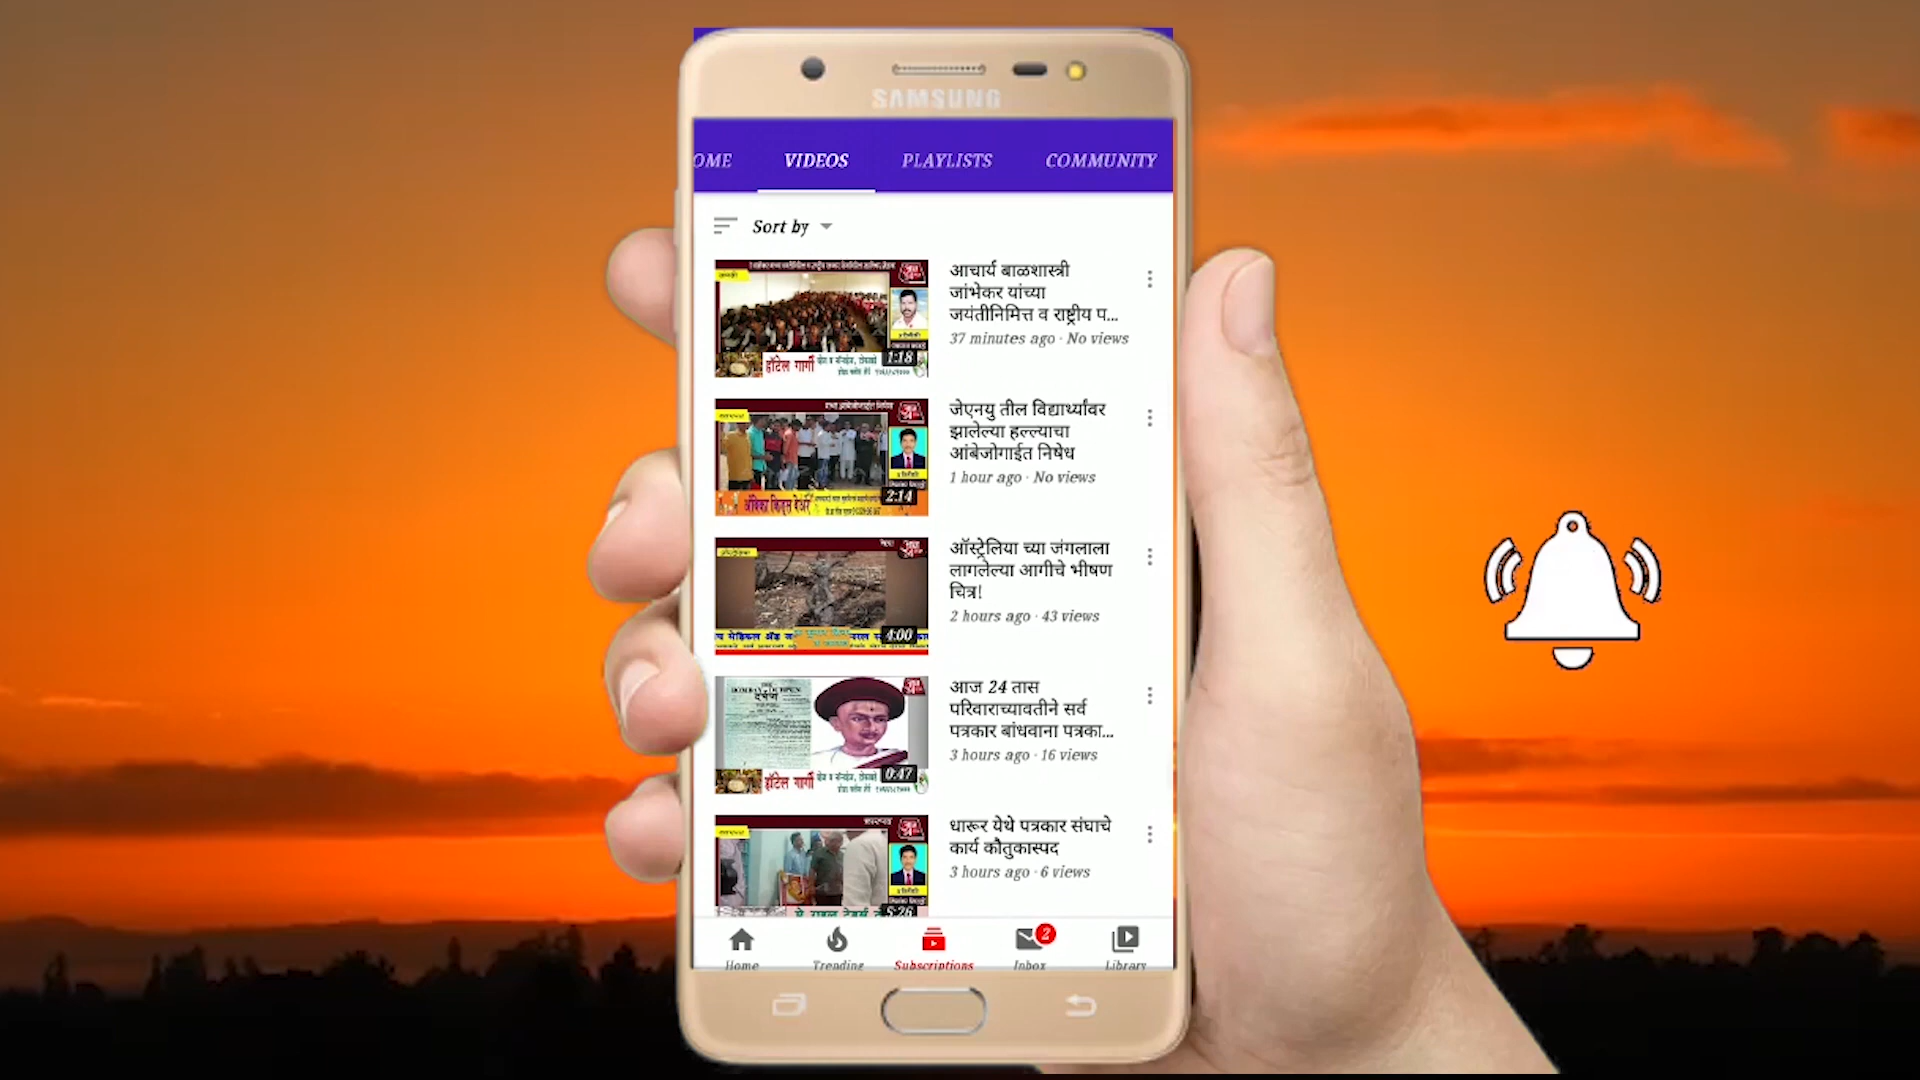 SAMSUNG
OME VIDEOS PLAYLISTS COMMUNITY
Sort by
आचार्य बाळशास्त्री
जांभेकर यांच्या
जयंतीनिमित्त व राष्ट्रीय प...
37 minutes ago · No views
हॉटेल गार्गी
1:18
जेएनयु तील विद्यार्थ्यांवर
झालेल्या हल्ल्याचा
आंबेजोगाईत निषेध
1 hour ago · No views
2:14
ऑस्ट्रेलिया च्या जंगलाला
लागलेल्या आगीचे भीषण
चित्र!
2 hours ago · 43 views
4:00
आज 24 तास
परिवाराच्यावतीने सर्व
पत्रकार बांधवाना पत्रका...
3 hours ago · 16 views
हॉटेल गार्गी
0:47
धारूर येथे पत्रकार संघाचे
कार्य कौतुकास्पद
3 hours ago · 6 views
5:26
2
Home Trending Subscriptions Inbox Library